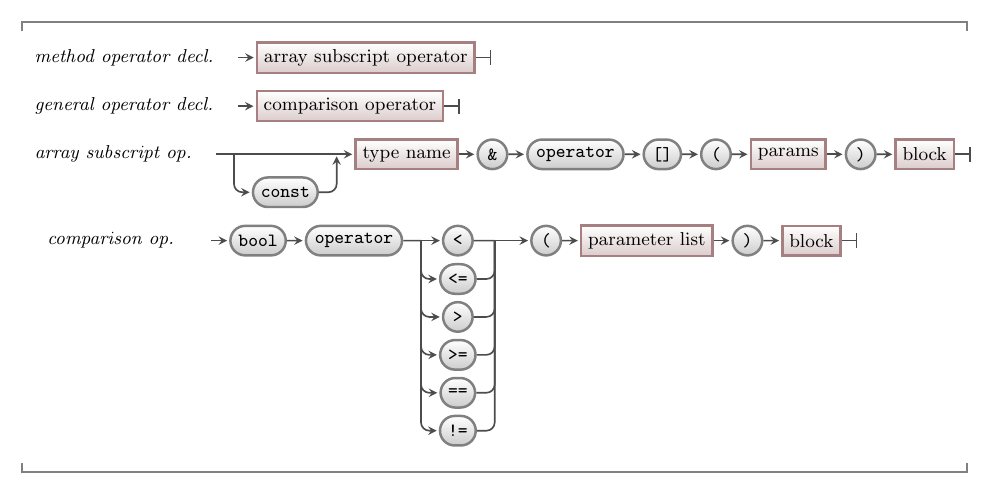 method operator decl. array subscript operator
general operator decl. comparison operator
array subscript op. type name & operator [] ( params ) block
const
comparison op. bool operator < ( parameter list ) block
<=
>
>=
==
!=